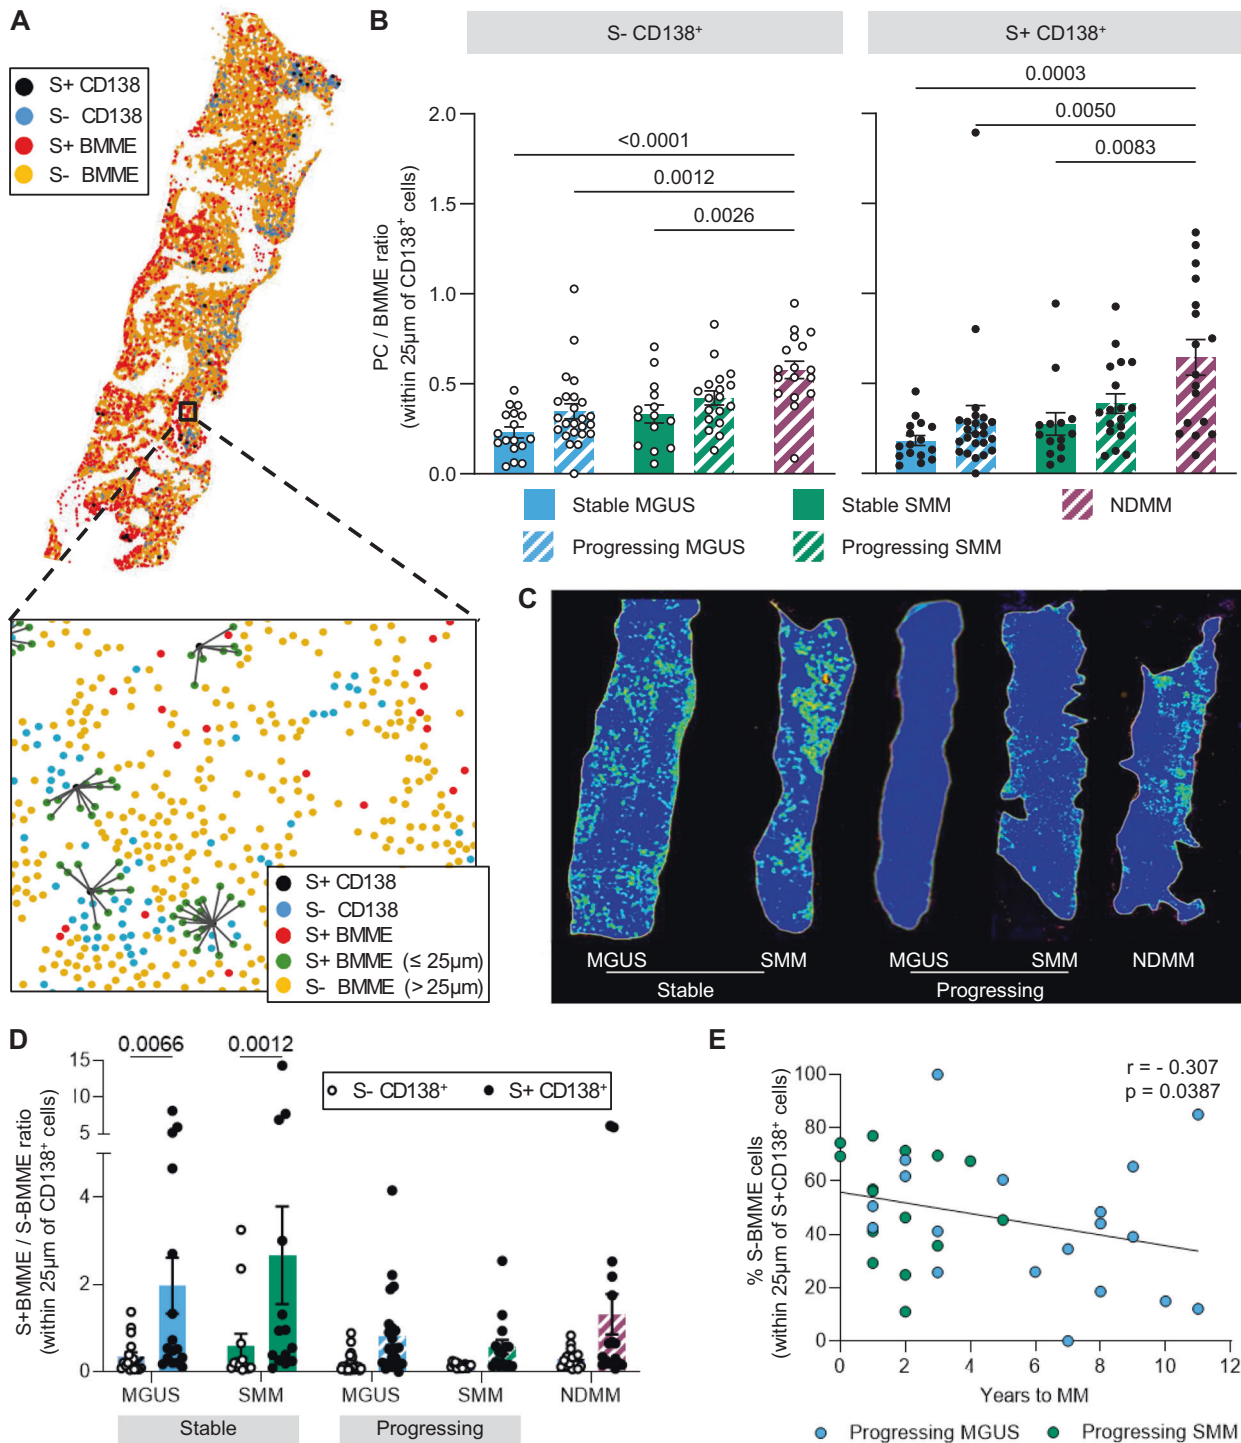 A
S+ CD138
S- CD138
S+ BMME
S- BMME
S+ CD138
S- CD138
S+ BMME
S+ BMME (≤ 25µm)
S- BMME (> 25µm)
B
S- CD138+
S+ CD138+
PC / BMME ratio
(within 25µm of CD138+ cells)
2.0
1.5
1.0
0.5
0.0
<0.0001
0.0012
0.0026
0.0003
0.0050
0.0083
Stable MGUS
Stable SMM
NDMM
Progressing MGUS
Progressing SMM
C
MGUS
SMM
MGUS
SMM
NDMM
Stable
Progressing
D
S+BMME / S-BMME ratio
(within 25µm of CD138+ cells)
15
10
5
4
2
0
0.0066
0.0012
S- CD138+
S+ CD138+
MGUS
SMM
MGUS
SMM
NDMM
Stable
Progressing
E
% S-BMME cells
(within 25µm of S+CD138+ cells)
100
80
60
40
20
0
r = - 0.307
p = 0.0387
0
2
4
6
8
10
12
Years to MM
Progressing MGUS
Progressing SMM